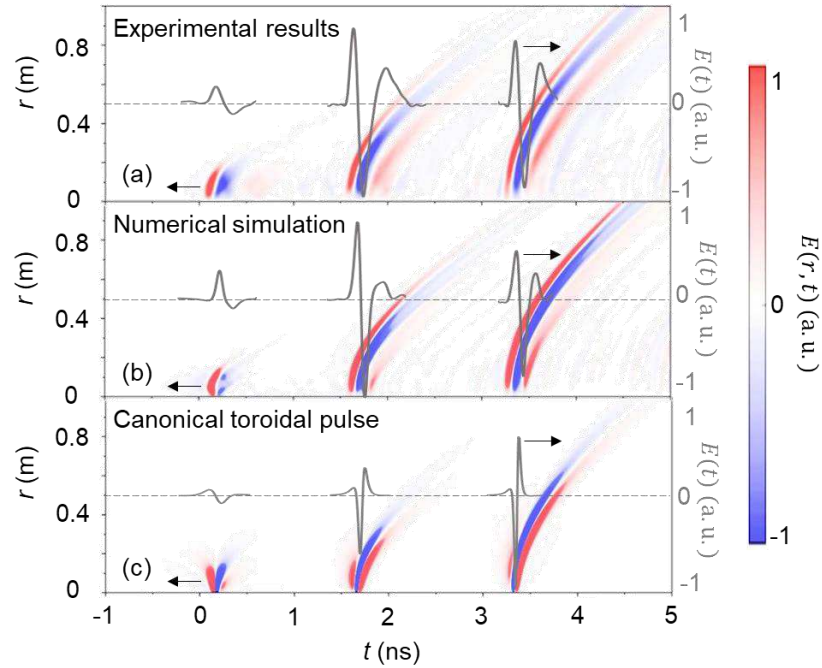 Experimental results
Numerical simulation
Canonical toroidal pulse
(a)
(b)
(c)
r (m)
0.8
0.4
0
r (m)
0.8
0.4
0
r (m)
0.8
0.4
0
1
0
-1
E(t) (a.u.)
1
0
-1
E(t) (a.u.)
1
0
-1
E(t) (a.u.)
-1
0
1
2
3
4
5
t (ns)
1
0
-1
E(r, t) (a.u.)